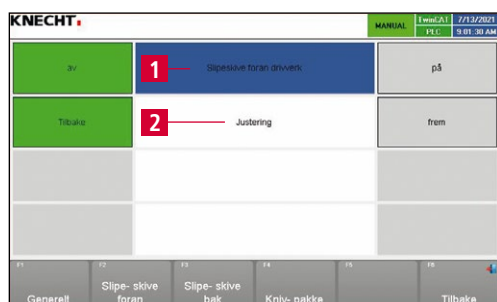 KNECHT
MANUAL
TwinCAT
PLC
7/13/2021
9:01:30 AM
av
1
Slipeskive foran drivverk
på
Tilbake
2
Justering
frem
F1
Generell
F2
Slipe- skive
foran
F3
Slipe- skive
bak
F4
Kniv- pakke
F5
F8
Tilbake